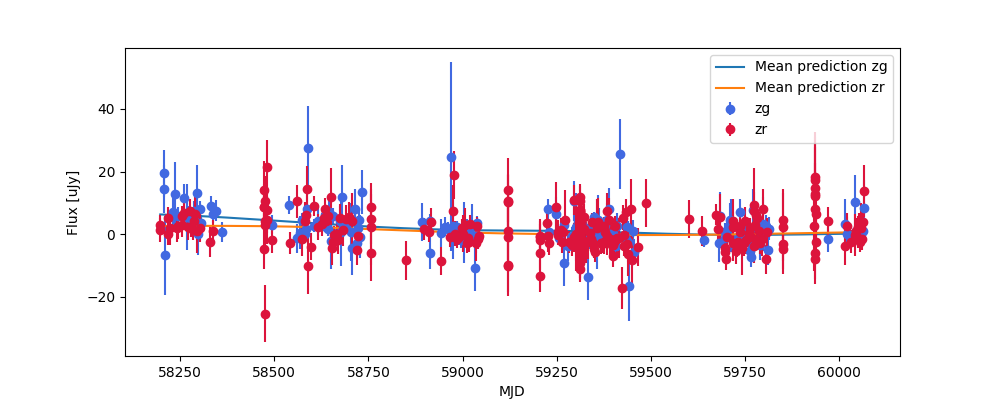 Mean prediction zg
Mean prediction zr
zg
zr
40
20
0
−20
Flux [uJy]
58250
58500
58750
59000
59250
59500
59750
60000
MJD